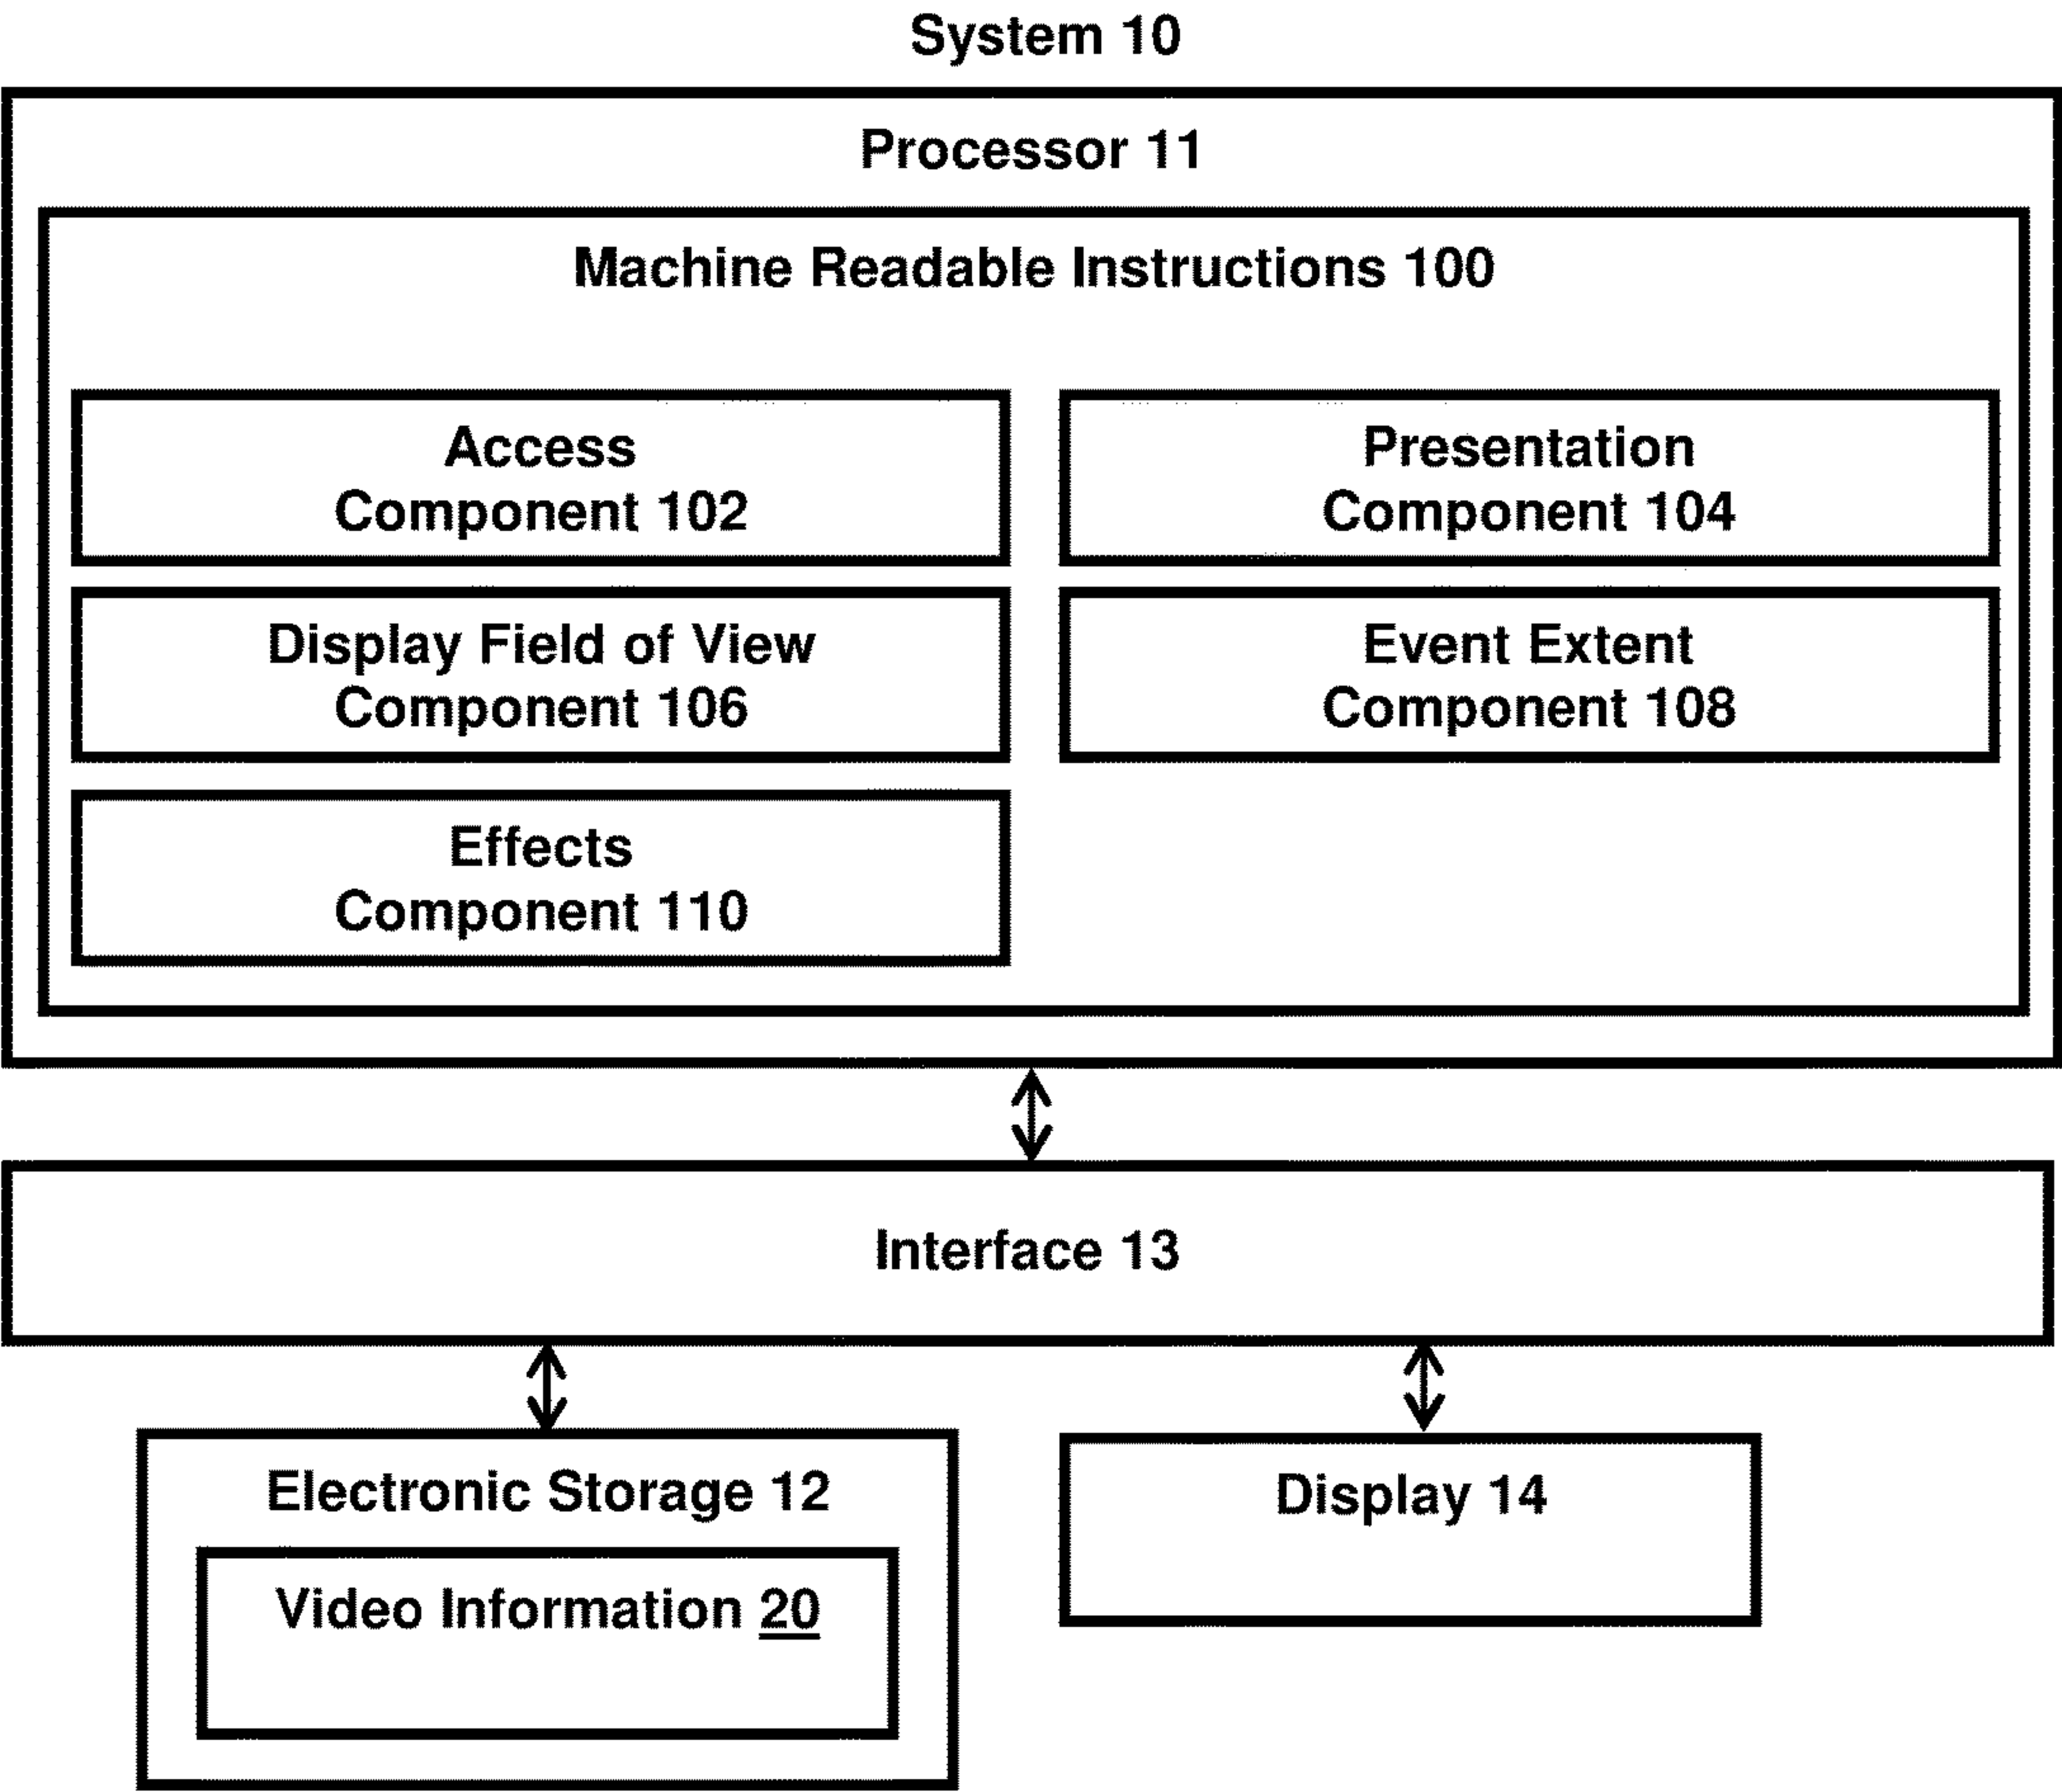 System 10
Processor 11
Machine Readable Instructions 100
Access
Component 102
Presentation
Component 104
Display Field of View
Component 106
Event Extent
Component 108
Effects
Component 110
Interface 13
Electronic Storage 12
Video Information 20
Display 14